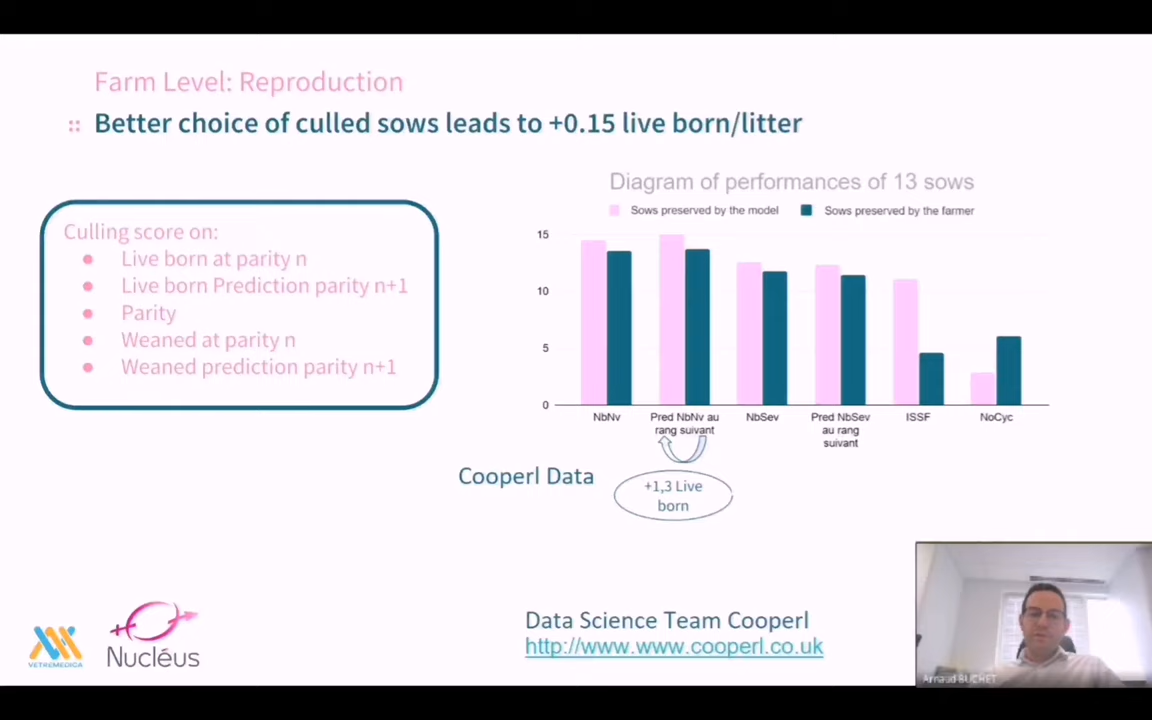 Farm Level: Reproduction
:: Better choice of culled sows leads to +0.15 live born/litter
Culling score on:
● Live born at parity n
● Live born Prediction parity n+1
● Parity
● Weaned at parity n
● Weaned prediction parity n+1
Diagram of performances of 13 sows
Sows preserved by the model
Sows preserved by the farmer
15
10
5
0
NbNv
Pred NbNv au
rang suivant
NbSev
Pred NbSev
au rang
suivant
ISSF
NoCyc
Cooperl Data
+1,3 Live
born
VETREMEDICA
Nucléus
Data Science Team Cooperl
http://www.www.cooperl.co.uk
Arnaud BUCHET